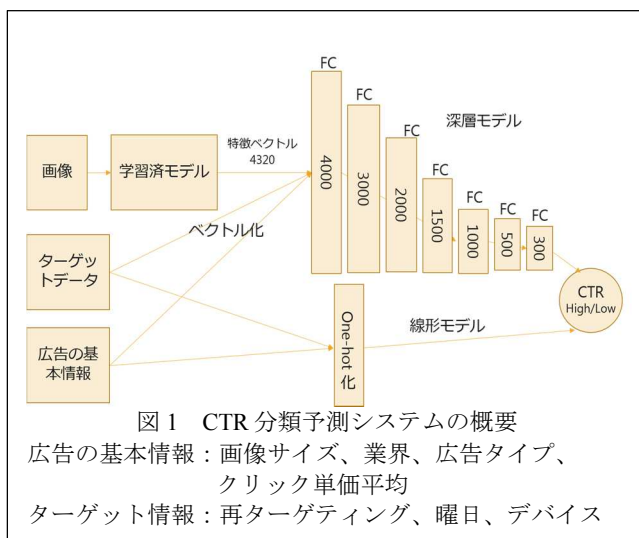 FC
FC
FC
FC
FC
FC
FC
深層モデル
画像
学習済モデル
特徴ベクトル
4320
4000
3000
2000
1500
1000
500
300
ベクトル化
ターゲッ
トデータ
広告の基
本情報
One-hot
化
線形モデル
CTR
High/Low
図 1 CTR 分類予測システムの概要
広告の基本情報：画像サイズ、業界、広告タイプ、
クリック単価平均
ターゲット情報：再ターゲティング、曜日、デバイス